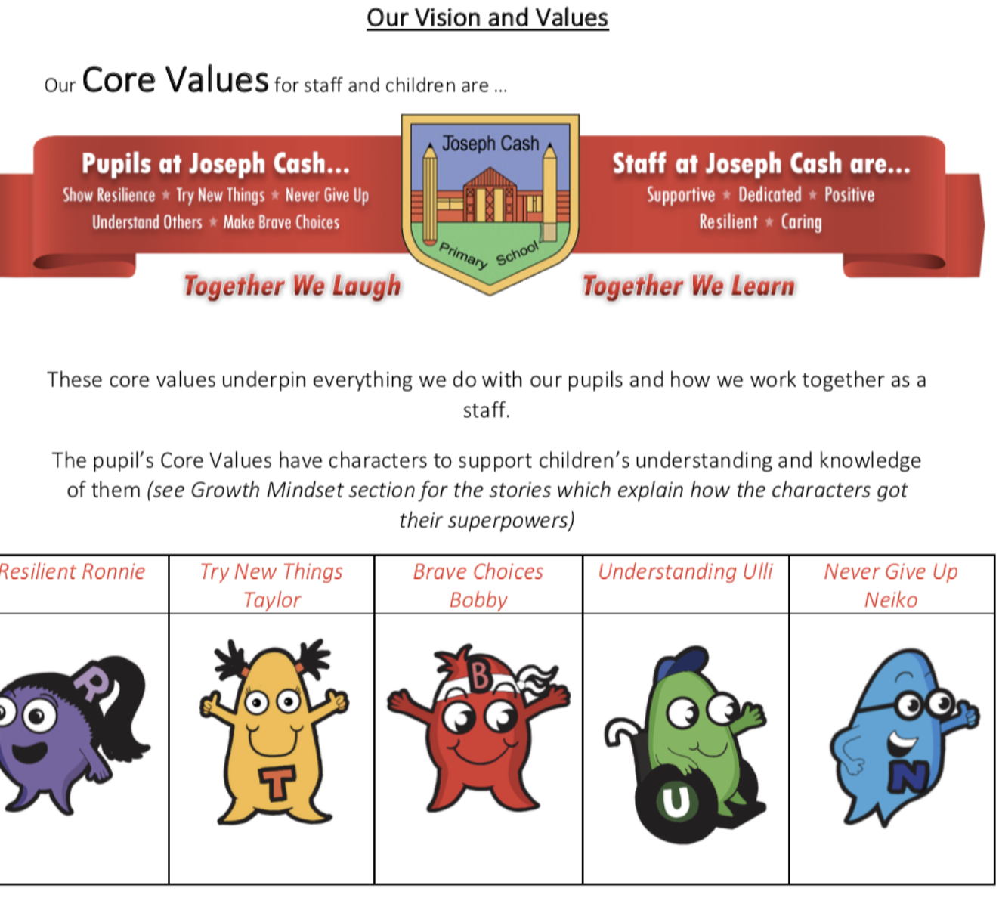 Our Vision and Values
Our Core Values for staff and children are ...
Pupils at Joseph Cash...
Show Resilience ★ Try New Things ★ Never Give Up
Understand Others ★ Make Brave Choices
Joseph Cash
Primary School
Staff at Joseph Cash are...
Supportive ★ Dedicated ★ Positive
Resilient ★ Caring
Together We Laugh
Together We Learn
These core values underpin everything we do with our pupils and how we work together as a
staff.
The pupil’s Core Values have characters to support children’s understanding and knowledge
of them (see Growth Mindset section for the stories which explain how the characters got
their superpowers)
Resilient Ronnie
Try New Things
Taylor
Brave Choices
Bobby
Understanding Ulli
Never Give Up
Neiko
R
T
B
U
N